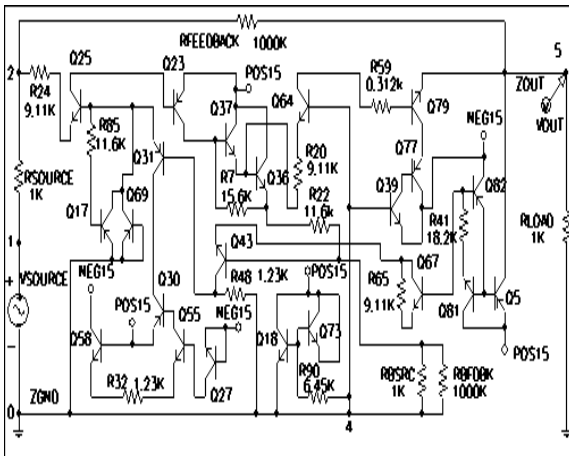 RFEEDBACK 1000K
5
Q25
Q23
R59
0.312k
ZOUT
2
R24
9.11K
POS15
Q64
Q79
VOUT
Q37
NEG15
R85
11.6K
Q31
Q77
R20
9.11K
RSOURCE
1K
R7
15.6K
Q36
Q39
Q82
Q69
R22
11.6k
R41
18.2K
RLOAD
1K
Q17
1
Q43
Q67
+
VSOURCE
NEG15
R48 1.23K
POS15
R65
9.11K
Q30
POS15
NEG15
Q81
Q5
Q58
Q55
Q18
Q73
–
POS15
R32 1.23K
Q27
R90
6.45K
RBSRC
1K
RBFDBK
1000K
0
ZGND
4